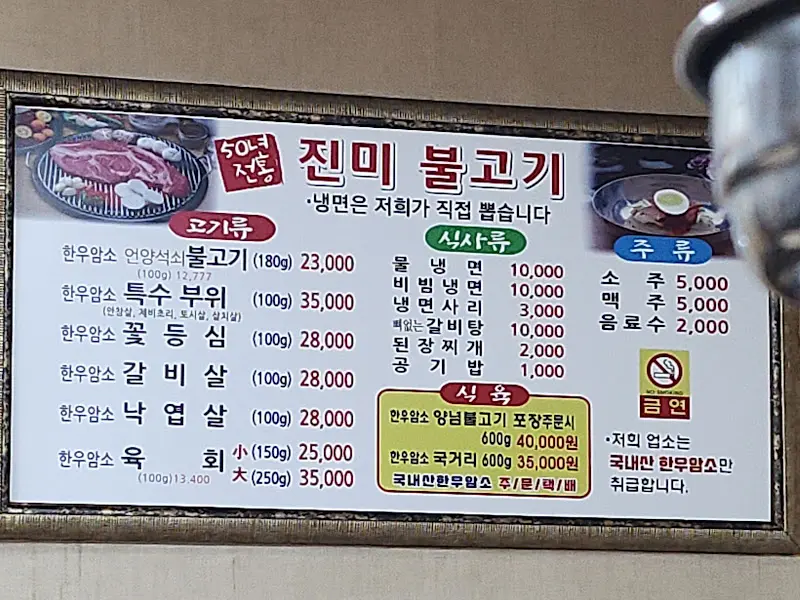 50년
전통
진미 불고기
·냉면은 저희가 직접 뽑습니다
고기류
한우암소 언양석쇠불고기 (180g) 23,000
(100g) 12,777
한우암소 특수 부위 (100g) 35,000
(안창살, 제비추리, 토시살, 살치살)
한우암소 꽃 등 심 (100g) 28,000
한우암소 갈 비 살 (100g) 28,000
한우암소 낙 엽 살 (100g) 28,000
한우암소 육 회 小 (150g) 25,000
(100g)13,400 大 (250g) 35,000
식사류
물 냉 면 10,000
비 빔 냉 면 10,000
냉 면 사 리 3,000
뼈없는 갈 비 탕 10,000
된 장 찌 개 2,000
공 기 밥 1,000
식 육
한우암소 양념불고기 포장주문시
600g 40,000원
한우암소 국거리 600g 35,000원
국내산한우암소 주/문/택/배
주 류
소 주 5,000
맥 주 5,000
음 료 수 2,000
NO SMOKING
금 연
·저희 업소는
국내산 한우암소만
취급합니다.